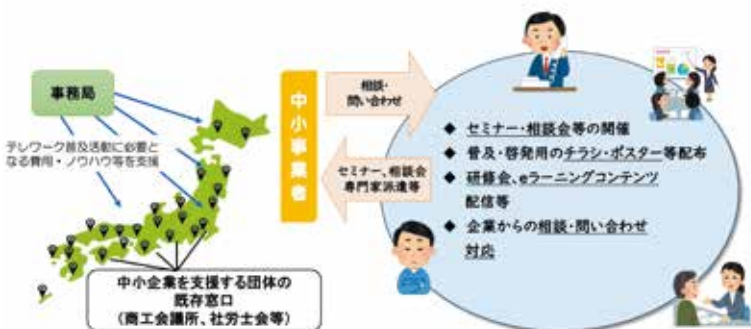 事務局
テレワーク普及活動に必要と
なる費用・ノウハウ等を支援
中小企業を支援する団体の
既存窓口
(商工会議所、社労士会等)
中小事業者
相談・
問い合わせ
セミナー、相談会
専門家派遣等
◆ セミナー・相談会等の開催
◆ 普及・啓発用のチラシ・ポスター等配布
◆ 研修会、eラーニングコンテンツ
配信等
◆ 企業からの相談・問い合わせ
対応